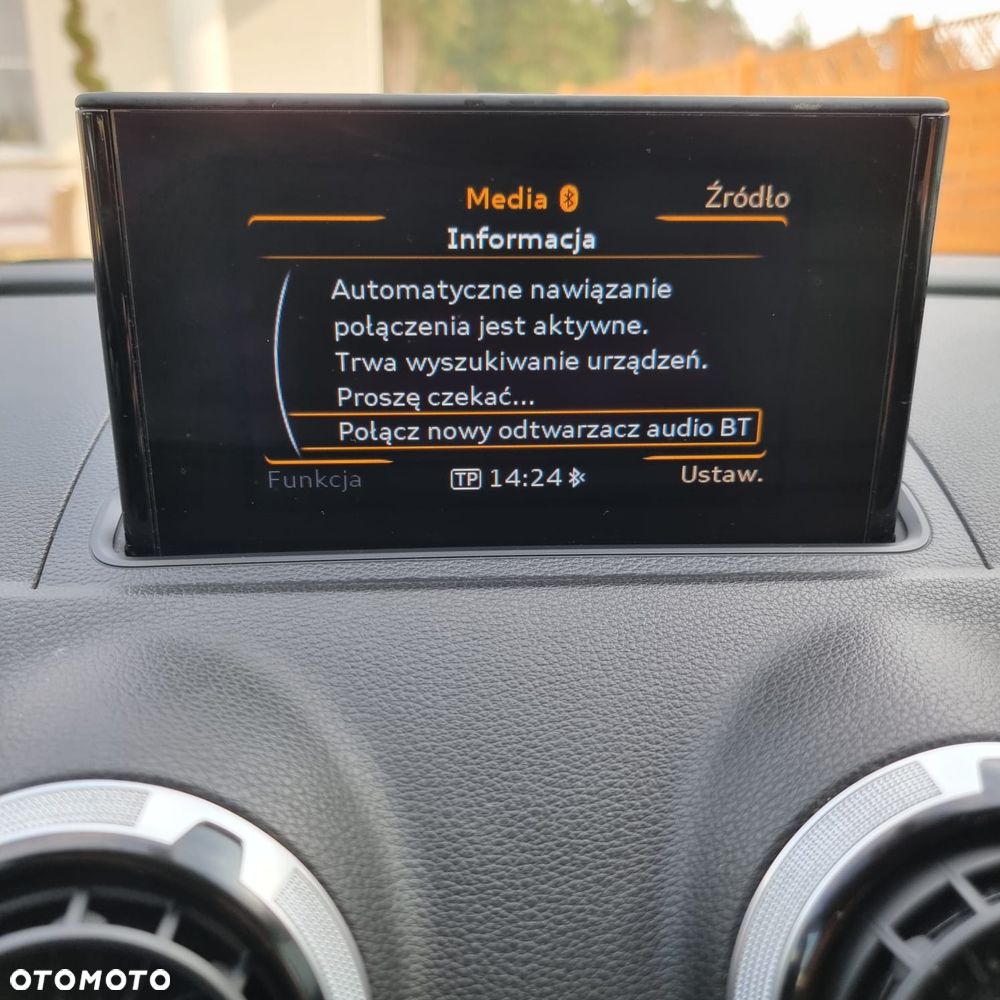 Media
Źródło
Informacja
Automatyczne nawiązanie
połączenia jest aktywne.
Trwa wyszukiwanie urządzeń.
Proszę czekać...
Połącz nowy odtwarzacz audio BT
Funkcja
TP 14:24
Ustaw.
OTOMOTO